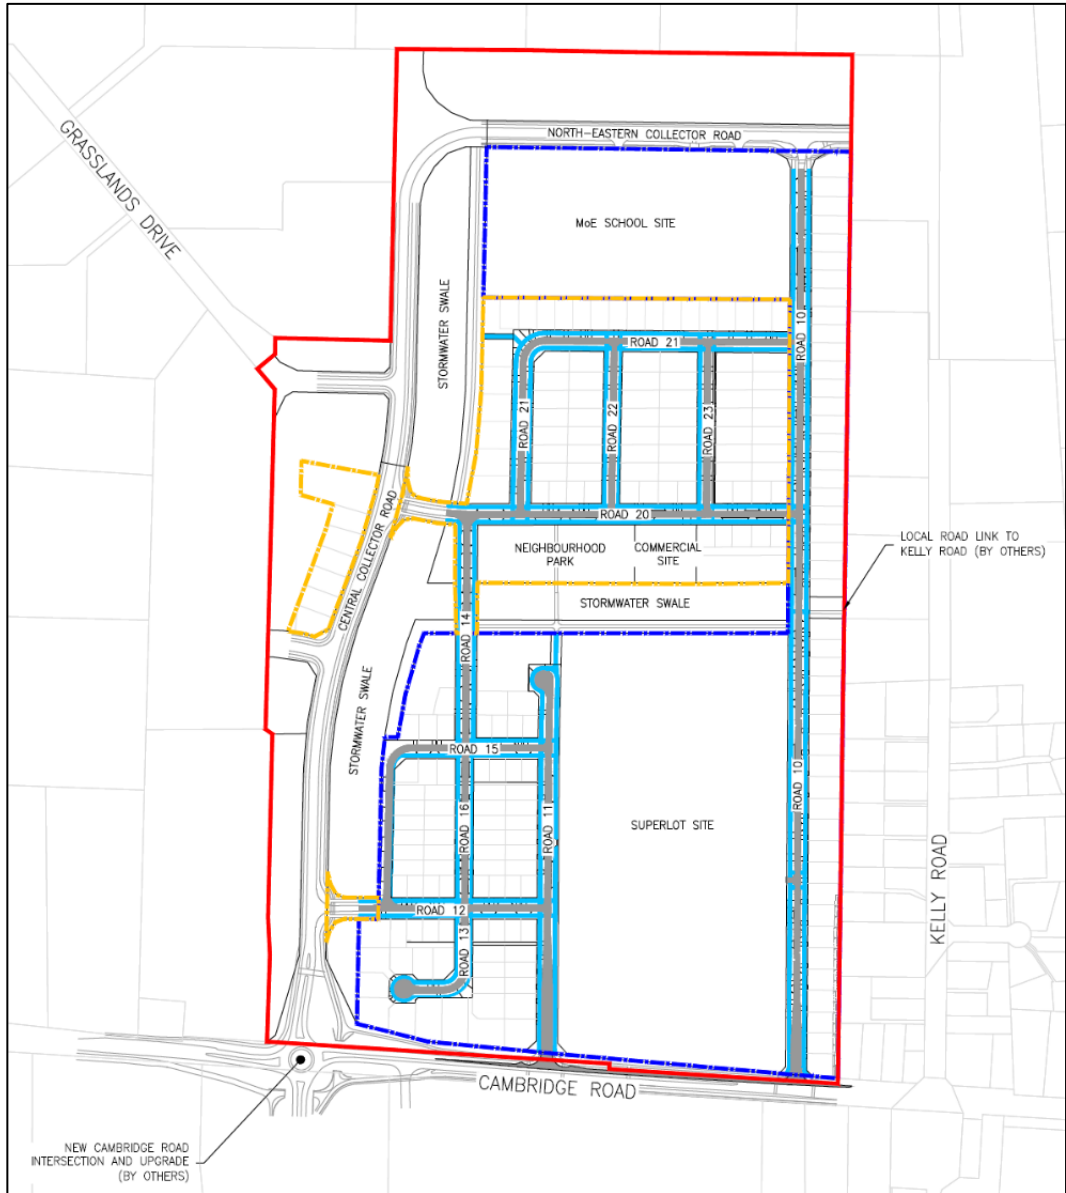 NORTH-EASTERN COLLECTOR ROAD
GRASSLANDS DRIVE
MoE SCHOOL SITE
STORMWATER SWALE
ROAD 10
ROAD 21
ROAD 21
ROAD 22
ROAD 23
CENTRAL COLLECTOR ROAD
ROAD 20
NEIGHBOURHOOD
PARK
COMMERCIAL
SITE
LOCAL ROAD LINK TO
KELLY ROAD (BY OTHERS)
STORMWATER SWALE
ROAD 14
STORMWATER SWALE
ROAD 15
ROAD 16
ROAD 11
ROAD 10
SUPERLOT SITE
KELLY ROAD
ROAD 12
ROAD 13
CAMBRIDGE ROAD
NEW CAMBRIDGE ROAD
INTERSECTION AND UPGRADE
(BY OTHERS)